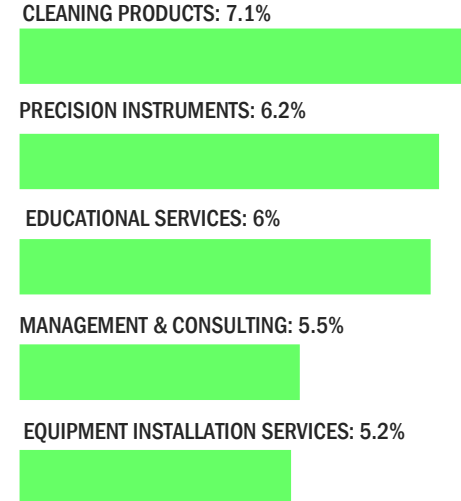 CLEANING PRODUCTS: 7.1%
PRECISION INSTRUMENTS: 6.2%
EDUCATIONAL SERVICES: 6%
MANAGEMENT & CONSULTING: 5.5%
EQUIPMENT INSTALLATION SERVICES: 5.2%